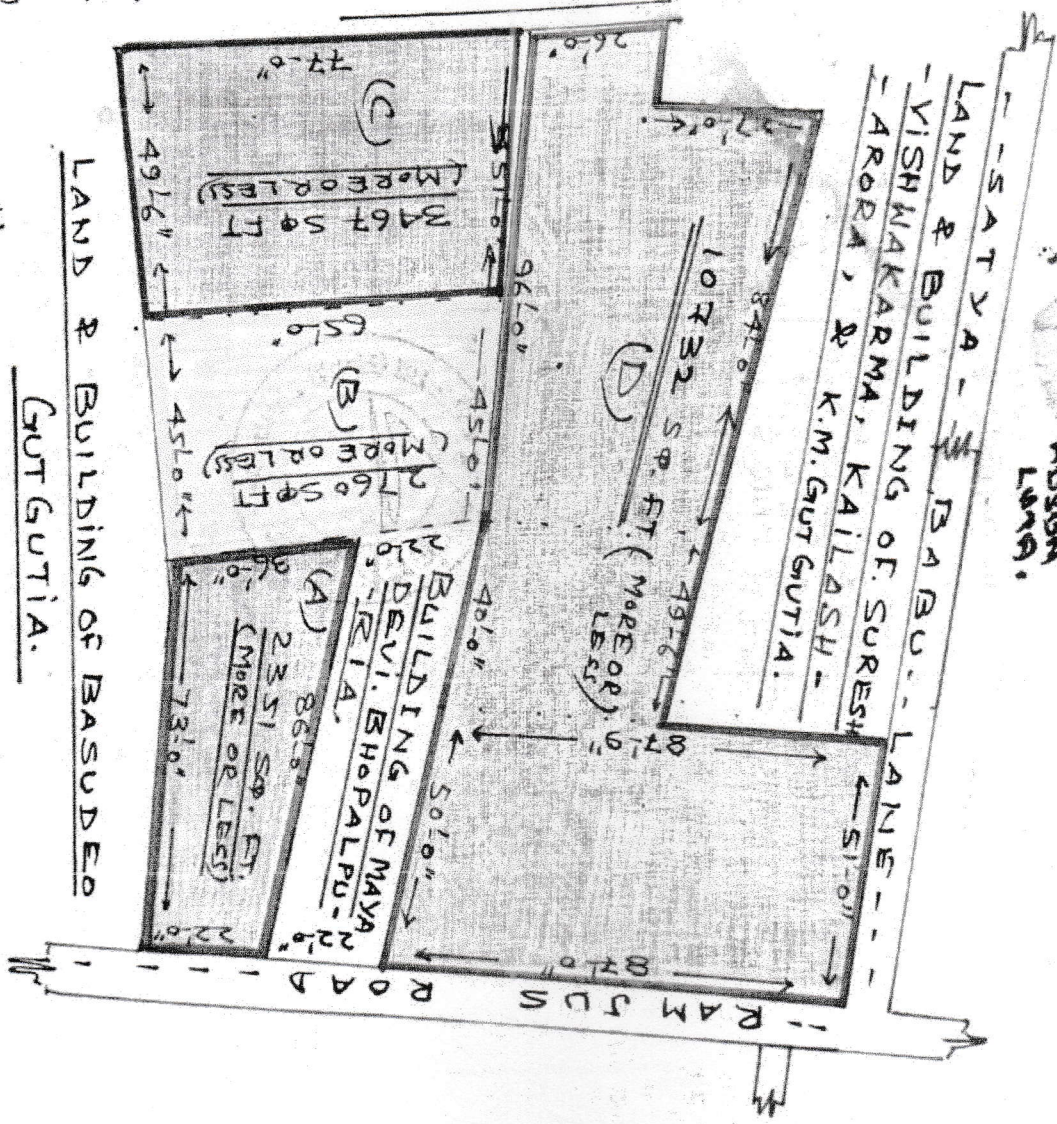 - - SATYA - BABU - - LANE - - -
LAND & BUILDING OF SURESH
- VISHWAKARMA, KAILASH -
- ARORA, & K.M. GUTGUTIA.
26'-0"
27'-0"
84'-0"
49'-6"
87'-9"
51'-0"
10732 SQ. FT. (MORE OR
LESS).
(D)
96'-0"
40'-0"
50'-0"
87'-0"
RAM JUS ROAD
77'-0"
(C)
51'-0"
3467 SQ FT
(MORE OR LESS)
49'-6"
65'-0"
(B)
45'-0"
2760 SQ FT
(MORE OR LESS)
45'-0"
22'-0"
BUILDING OF MAYA
DEVI. BHOPALPU-
-RIA.
22'-0"
36'-0"
(A)
86'-0"
2351 SQ. FT.
(MORE OR LESS)
73'-0"
22'-0"
LAND & BUILDING OF BASUDEO
GUTGUTIA.